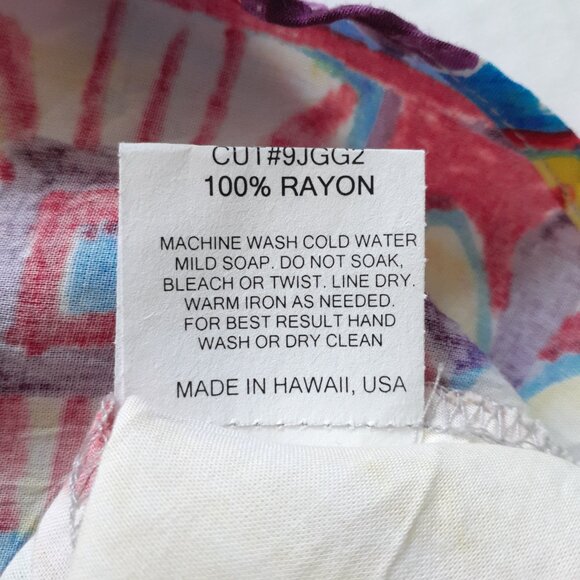 CUT#9JGG2
100% RAYON
MACHINE WASH COLD WATER
MILD SOAP. DO NOT SOAK,
BLEACH OR TWIST. LINE DRY.
WARM IRON AS NEEDED.
FOR BEST RESULT HAND
WASH OR DRY CLEAN
MADE IN HAWAII, USA